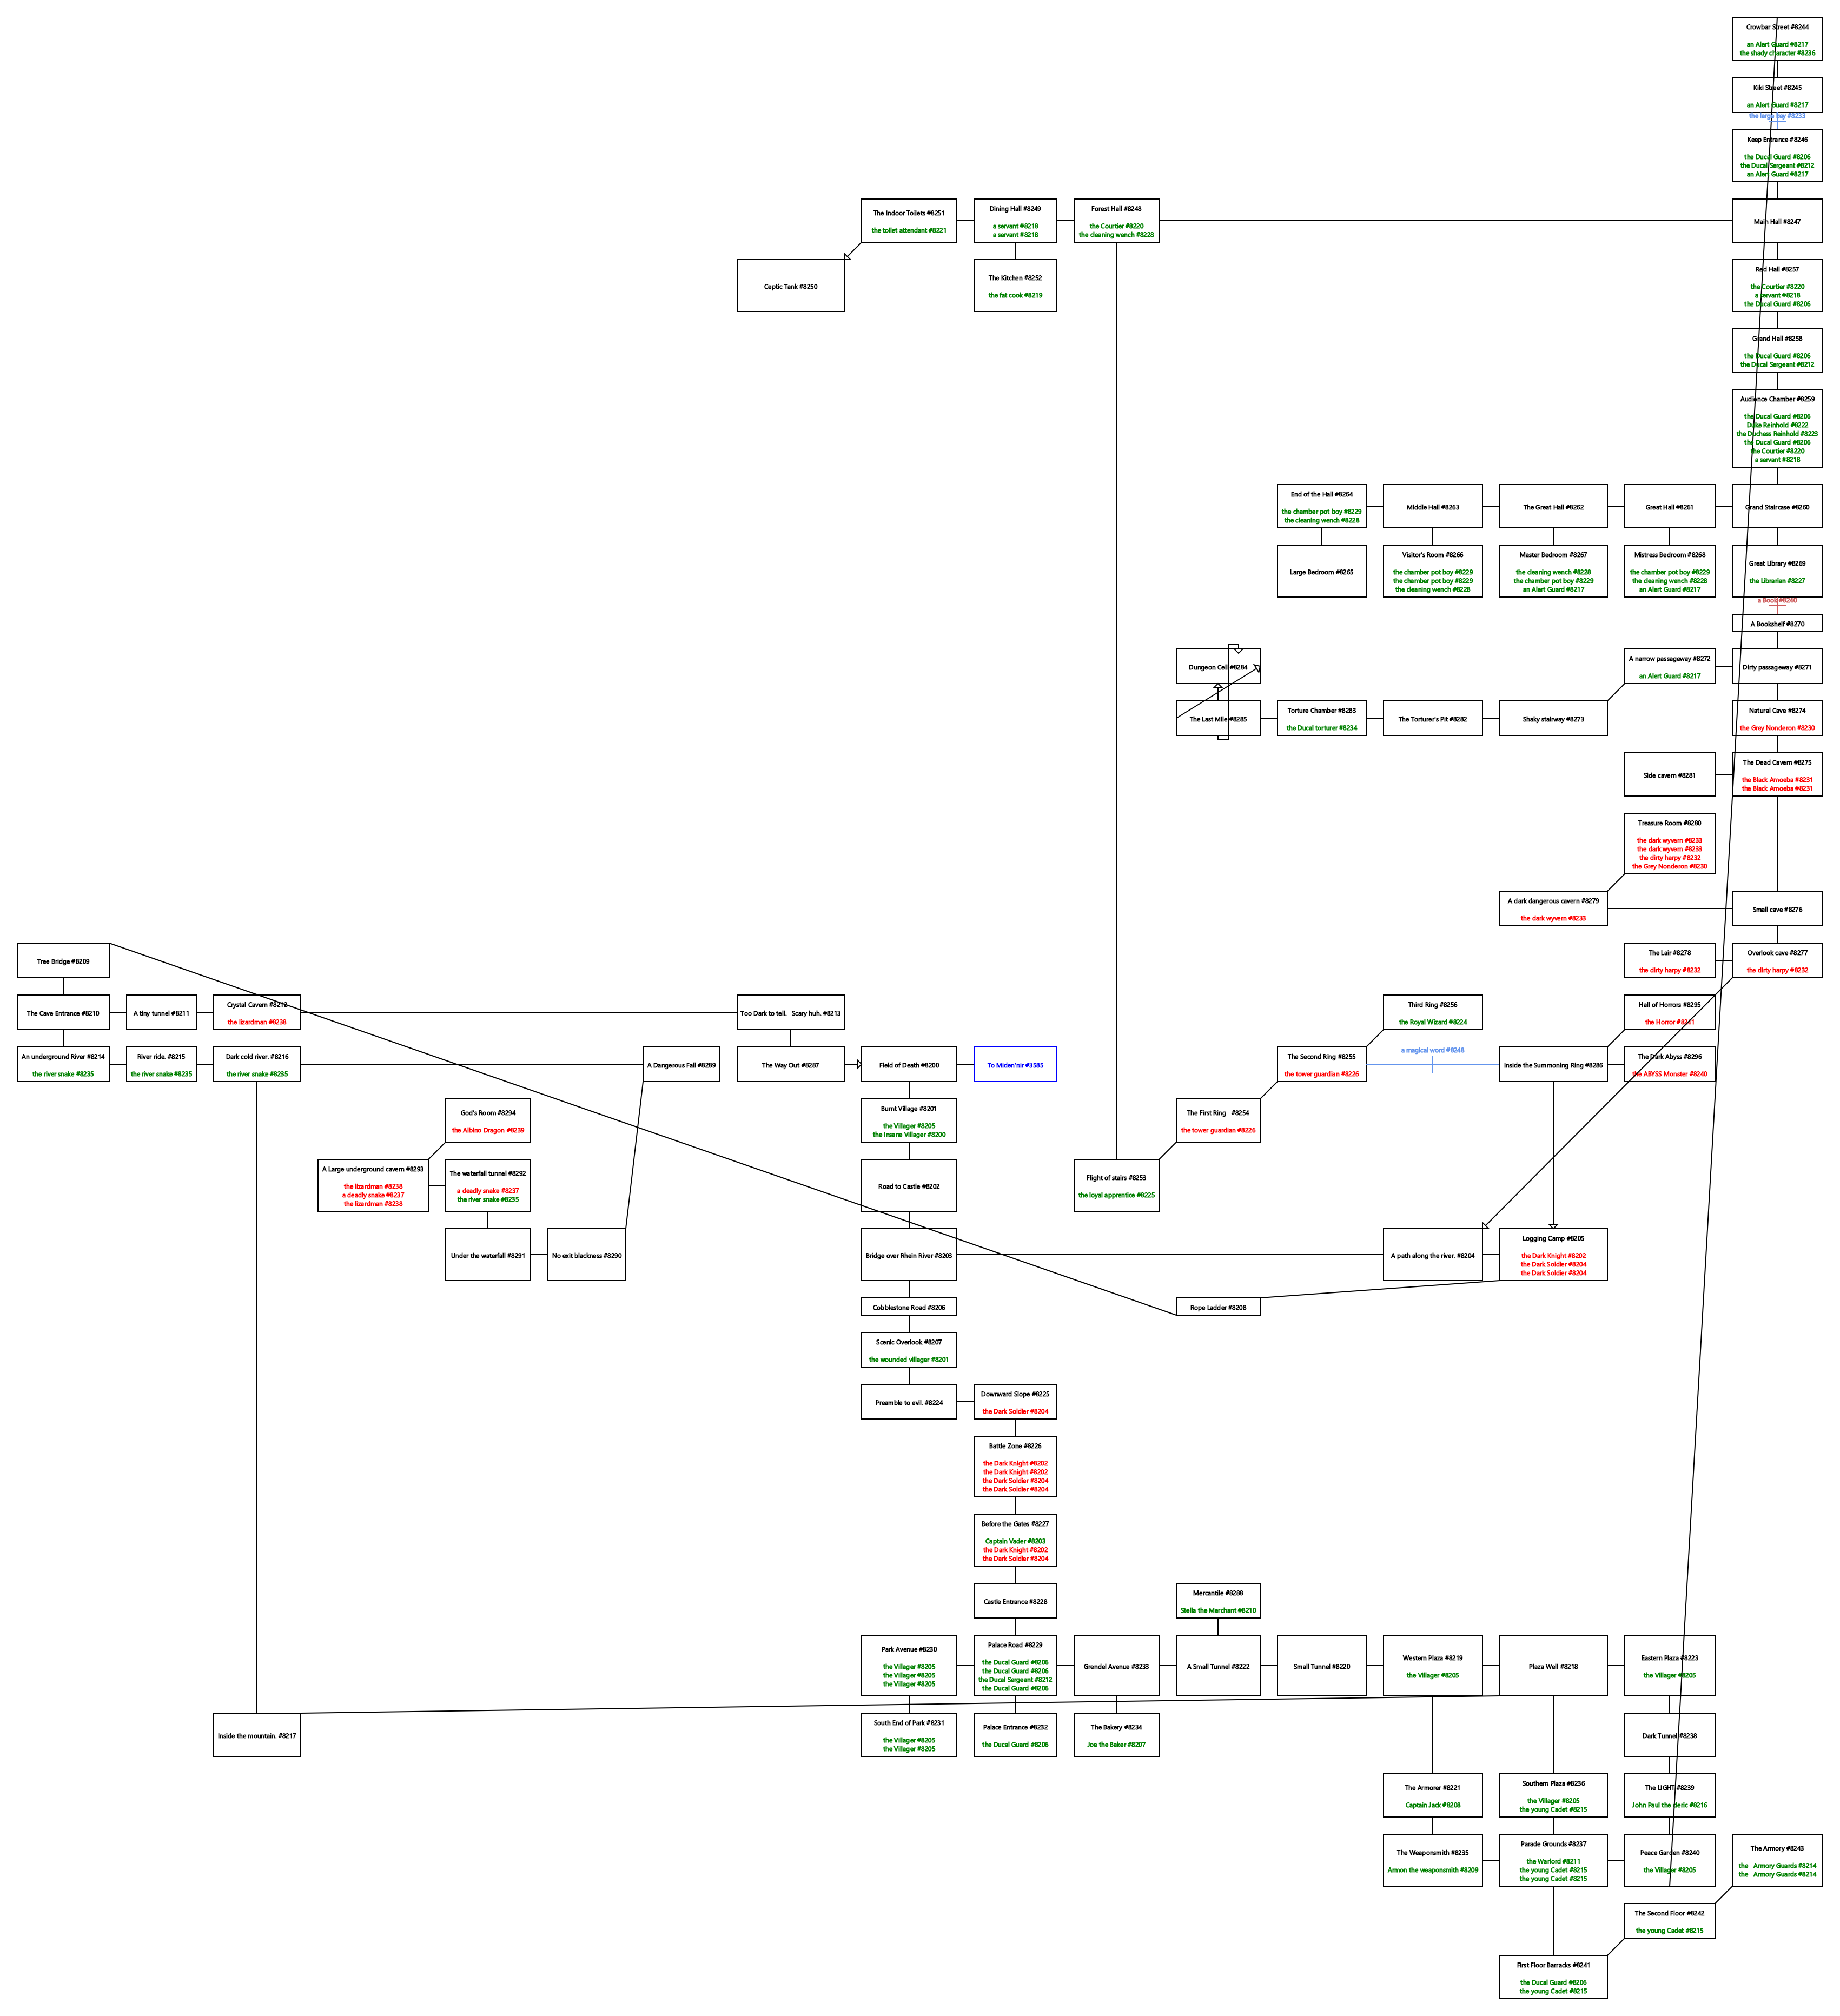 Crowbar Street #8244
an Alert Guard #8217
the shady character #8236
Kiki Street #8245
an Alert Guard #8217
the large key #8233
Keep Entrance #8246
the Ducal Guard #8206
the Ducal Sergeant #8212
an Alert Guard #8217
The Indoor Toilets #8251
the toilet attendant #8221
Dining Hall #8249
a servant #8218
a servant #8218
Forest Hall #8248
the Courtier #8220
the cleaning wench #8228
Main Hall #8247
Ceptic Tank #8250
The Kitchen #8252
the fat cook #8219
Red Hall #8257
the Courtier #8220
a servant #8218
the Ducal Guard #8206
Grand Hall #8258
the Ducal Guard #8206
the Ducal Sergeant #8212
Audience Chamber #8259
the Ducal Guard #8206
Duke Reinhold #8222
the Duchess Reinhold #8223
the Ducal Guard #8206
the Courtier #8220
a servant #8218
End of the Hall #8264
the chamber pot boy #8229
the cleaning wench #8228
Middle Hall #8263
The Great Hall #8262
Great Hall #8261
Grand Staircase #8260
Large Bedroom #8265
Visitor's Room #8266
the chamber pot boy #8229
the chamber pot boy #8229
the cleaning wench #8228
Master Bedroom #8267
the cleaning wench #8228
the chamber pot boy #8229
an Alert Guard #8217
Mistress Bedroom #8268
the chamber pot boy #8229
the cleaning wench #8228
an Alert Guard #8217
Great Library #8269
the Librarian #8227
a Book #8240
A Bookshelf #8270
Dungeon Cell #8284
A narrow passageway #8272
an Alert Guard #8217
Dirty passageway #8271
The Last Mile #8285
Torture Chamber #8283
the Ducal torturer #8234
The Torturer's Pit #8282
Shaky stairway #8273
Natural Cave #8274
the Grey Nonderon #8230
Side cavern #8281
The Dead Cavern #8275
the Black Amoeba #8231
the Black Amoeba #8231
Treasure Room #8280
the dark wyvern #8233
the dark wyvern #8233
the dirty harpy #8232
the Grey Nonderon #8230
A dark dangerous cavern #8279
the dark wyvern #8233
Small cave #8276
Tree Bridge #8209
The Lair #8278
the dirty harpy #8232
Overlook cave #8277
the dirty harpy #8232
The Cave Entrance #8210
A tiny tunnel #8211
Crystal Cavern #8212
the lizardman #8238
Too Dark to tell.  Scary huh. #8213
Third Ring #8256
the Royal Wizard #8224
Hall of Horrors #8295
the Horror #8241
An underground River #8214
the river snake #8235
River ride. #8215
the river snake #8235
Dark cold river. #8216
the river snake #8235
A Dangerous Fall #8289
The Way Out #8287
Field of Death #8200
To Miden'nir #3585
The Second Ring #8255
the tower guardian #8226
a magical word #8248
Inside the Summoning Ring #8286
The Dark Abyss #8296
the ABYSS Monster #8240
God's Room #8294
the Albino Dragon #8239
Burnt Village #8201
the Villager #8205
the Insane Villager #8200
The First Ring  #8254
the tower guardian #8226
A Large underground cavern #8293
the lizardman #8238
a deadly snake #8237
the lizardman #8238
The waterfall tunnel #8292
a deadly snake #8237
the river snake #8235
Road to Castle #8202
Flight of stairs #8253
the loyal apprentice #8225
Under the waterfall #8291
No exit blackness #8290
Bridge over Rhein River #8203
A path along the river. #8204
Logging Camp #8205
the Dark Knight #8202
the Dark Soldier #8204
the Dark Soldier #8204
Cobblestone Road #8206
Rope Ladder #8208
Scenic Overlook #8207
the wounded villager #8201
Preamble to evil. #8224
Downward Slope #8225
the Dark Soldier #8204
Battle Zone #8226
the Dark Knight #8202
the Dark Knight #8202
the Dark Soldier #8204
the Dark Soldier #8204
Before the Gates #8227
Captain Vader #8203
the Dark Knight #8202
the Dark Soldier #8204
Castle Entrance #8228
Mercantile #8288
Stella the Merchant #8210
Park Avenue #8230
the Villager #8205
the Villager #8205
the Villager #8205
Palace Road #8229
the Ducal Guard #8206
the Ducal Guard #8206
the Ducal Sergeant #8212
the Ducal Guard #8206
Grendel Avenue #8233
A Small Tunnel #8222
Small Tunnel #8220
Western Plaza #8219
the Villager #8205
Plaza Well #8218
Eastern Plaza #8223
the Villager #8205
Inside the mountain. #8217
South End of Park #8231
the Villager #8205
the Villager #8205
Palace Entrance #8232
the Ducal Guard #8206
The Bakery #8234
Joe the Baker #8207
Dark Tunnel #8238
The Armorer #8221
Captain Jack #8208
Southern Plaza #8236
the Villager #8205
the young Cadet #8215
The LIGHT #8239
John Paul the cleric #8216
The Weaponsmith #8235
Armon the weaponsmith #8209
Parade Grounds #8237
the Warlord #8211
the young Cadet #8215
the young Cadet #8215
Peace Garden #8240
the Villager #8205
The Armory #8243
the  Armory Guards #8214
the  Armory Guards #8214
The Second Floor #8242
the young Cadet #8215
First Floor Barracks #8241
the Ducal Guard #8206
the young Cadet #8215